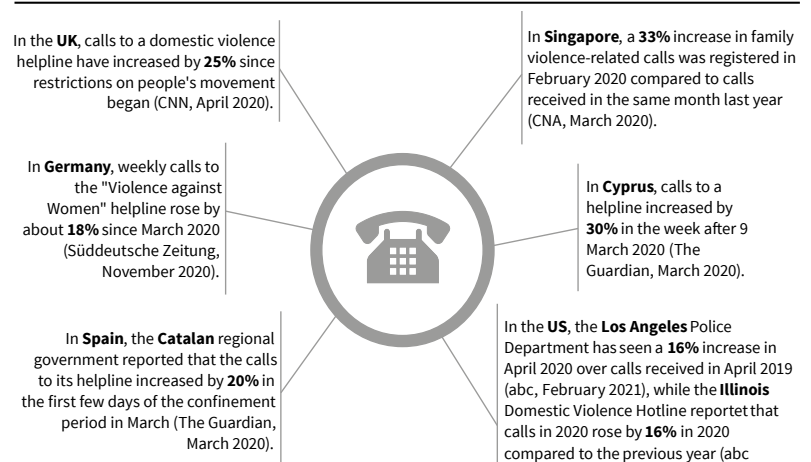 In the UK, calls to a domestic violence
helpline have increased by 25% since
restrictions on people's movement
began (CNN, April 2020).
In Singapore, a 33% increase in family
violence-related calls was registered in
February 2020 compared to calls
received in the same month last year
(CNA, March 2020).
In Germany, weekly calls to
the "Violence against
Women" helpline rose by
about 18% since March 2020
(Süddeutsche Zeitung,
November 2020).
In Cyprus, calls to a
helpline increased by
30% in the week after 9
March 2020 (The
Guardian, March 2020).
In Spain, the Catalan regional
government reported that the calls
to its helpline increased by 20% in
the first few days of the confinement
period in March (The Guardian,
March 2020).
In the US, the Los Angeles Police
Department has seen a 16% increase in
April 2020 over calls received in April 2019
(abc, February 2021), while the Illinois
Domestic Violence Hotline reportet that
calls in 2020 rose by 16% in 2020
compared to the previous year (abc